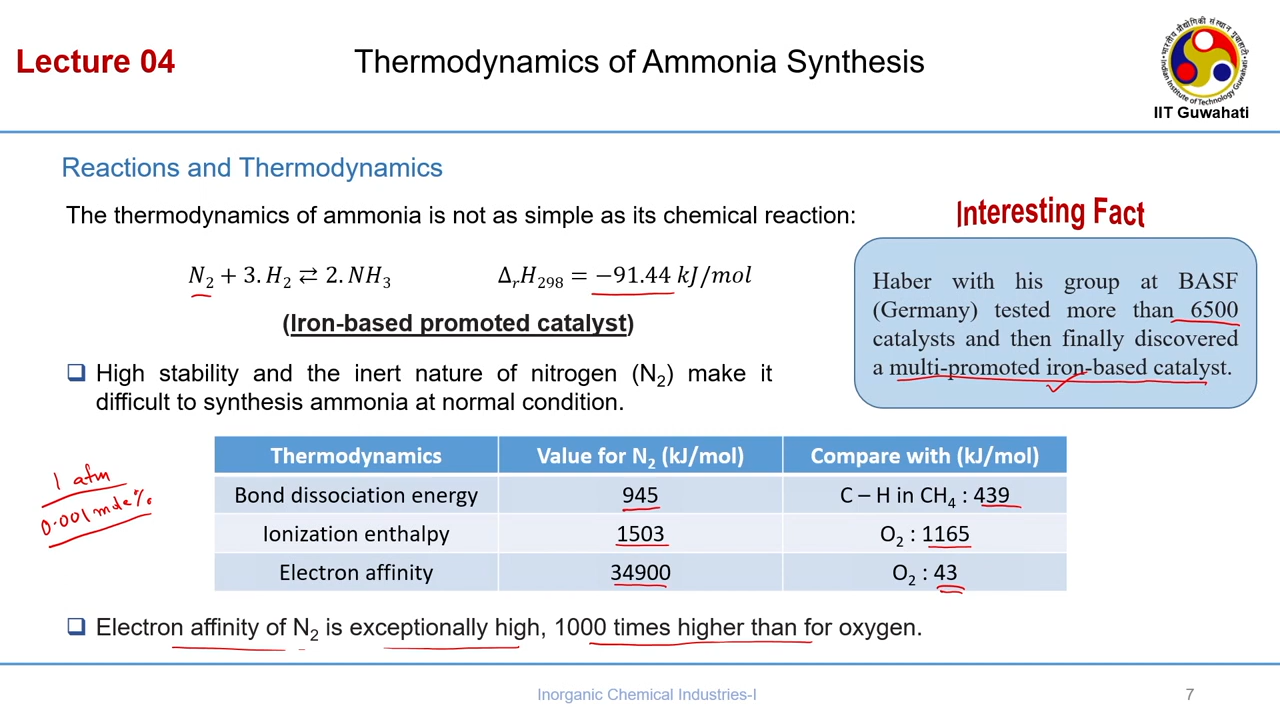 Lecture 04
Thermodynamics of Ammonia Synthesis
IIT Guwahati
Reactions and Thermodynamics
The thermodynamics of ammonia is not as simple as its chemical reaction:
N₂ + 3.H₂ ⇄ 2.NH₃
ΔᵣH₂₉₈ = −91.44 kJ/mol
(Iron-based promoted catalyst)
Interesting Fact
Haber with his group at BASF
(Germany) tested more than 6500
catalysts and then finally discovered
a multi-promoted iron-based catalyst.
High stability and the inert nature of nitrogen (N₂) make it
difficult to synthesis ammonia at normal condition.
1 atm
0.001 mole%
Thermodynamics Value for N₂ (kJ/mol) Compare with (kJ/mol)
Bond dissociation energy 945 C – H in CH₄ : 439
Ionization enthalpy 1503 O₂ : 1165
Electron affinity 34900 O₂ : 43
Electron affinity of N₂ is exceptionally high, 1000 times higher than for oxygen.
Inorganic Chemical Industries-I
7